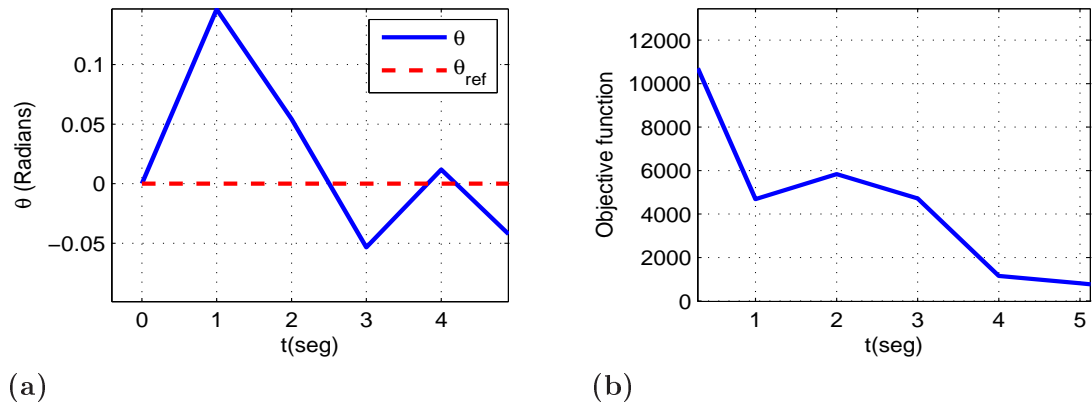 θ
θ_ref
0.1
0.05
0
−0.05
θ (Radians)
0 1 2 3 4
t(seg)
(a)
12000
10000
8000
6000
4000
2000
0
Objective function
1 2 3 4 5
t(seg)
(b)